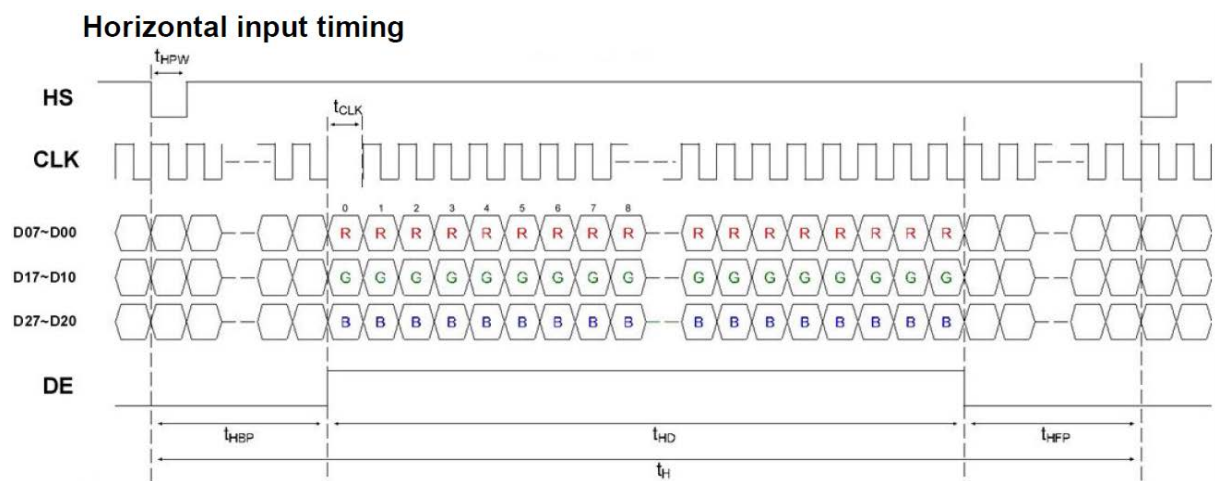 Horizontal input timing
tHPW
HS
tCLK
CLK
0 1 2 3 4 5 6 7 8
D07~D00 R R R R R R R R R R R R R R R R R
D17~D10 G G G G G G G G G G G G G G G G G
D27~D20 B B B B B B B B B B B B B B B B B
DE
tHBP tHD tHFP
tH